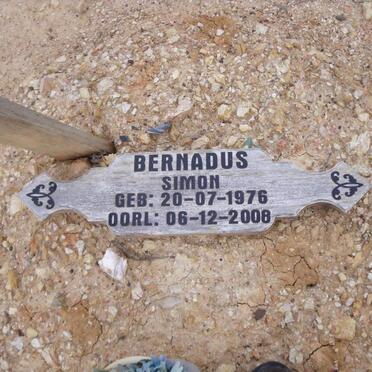 BERNADUS
SIMON
GEB: 20-07-1976
OORL: 06-12-2008